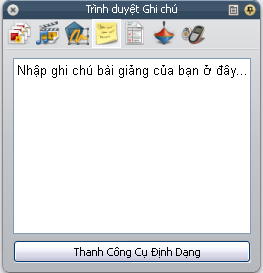 Trình duyệt Ghi chú
Nhập ghi chú bài giảng của bạn ở đây...
Thanh Công Cụ Định Dạng